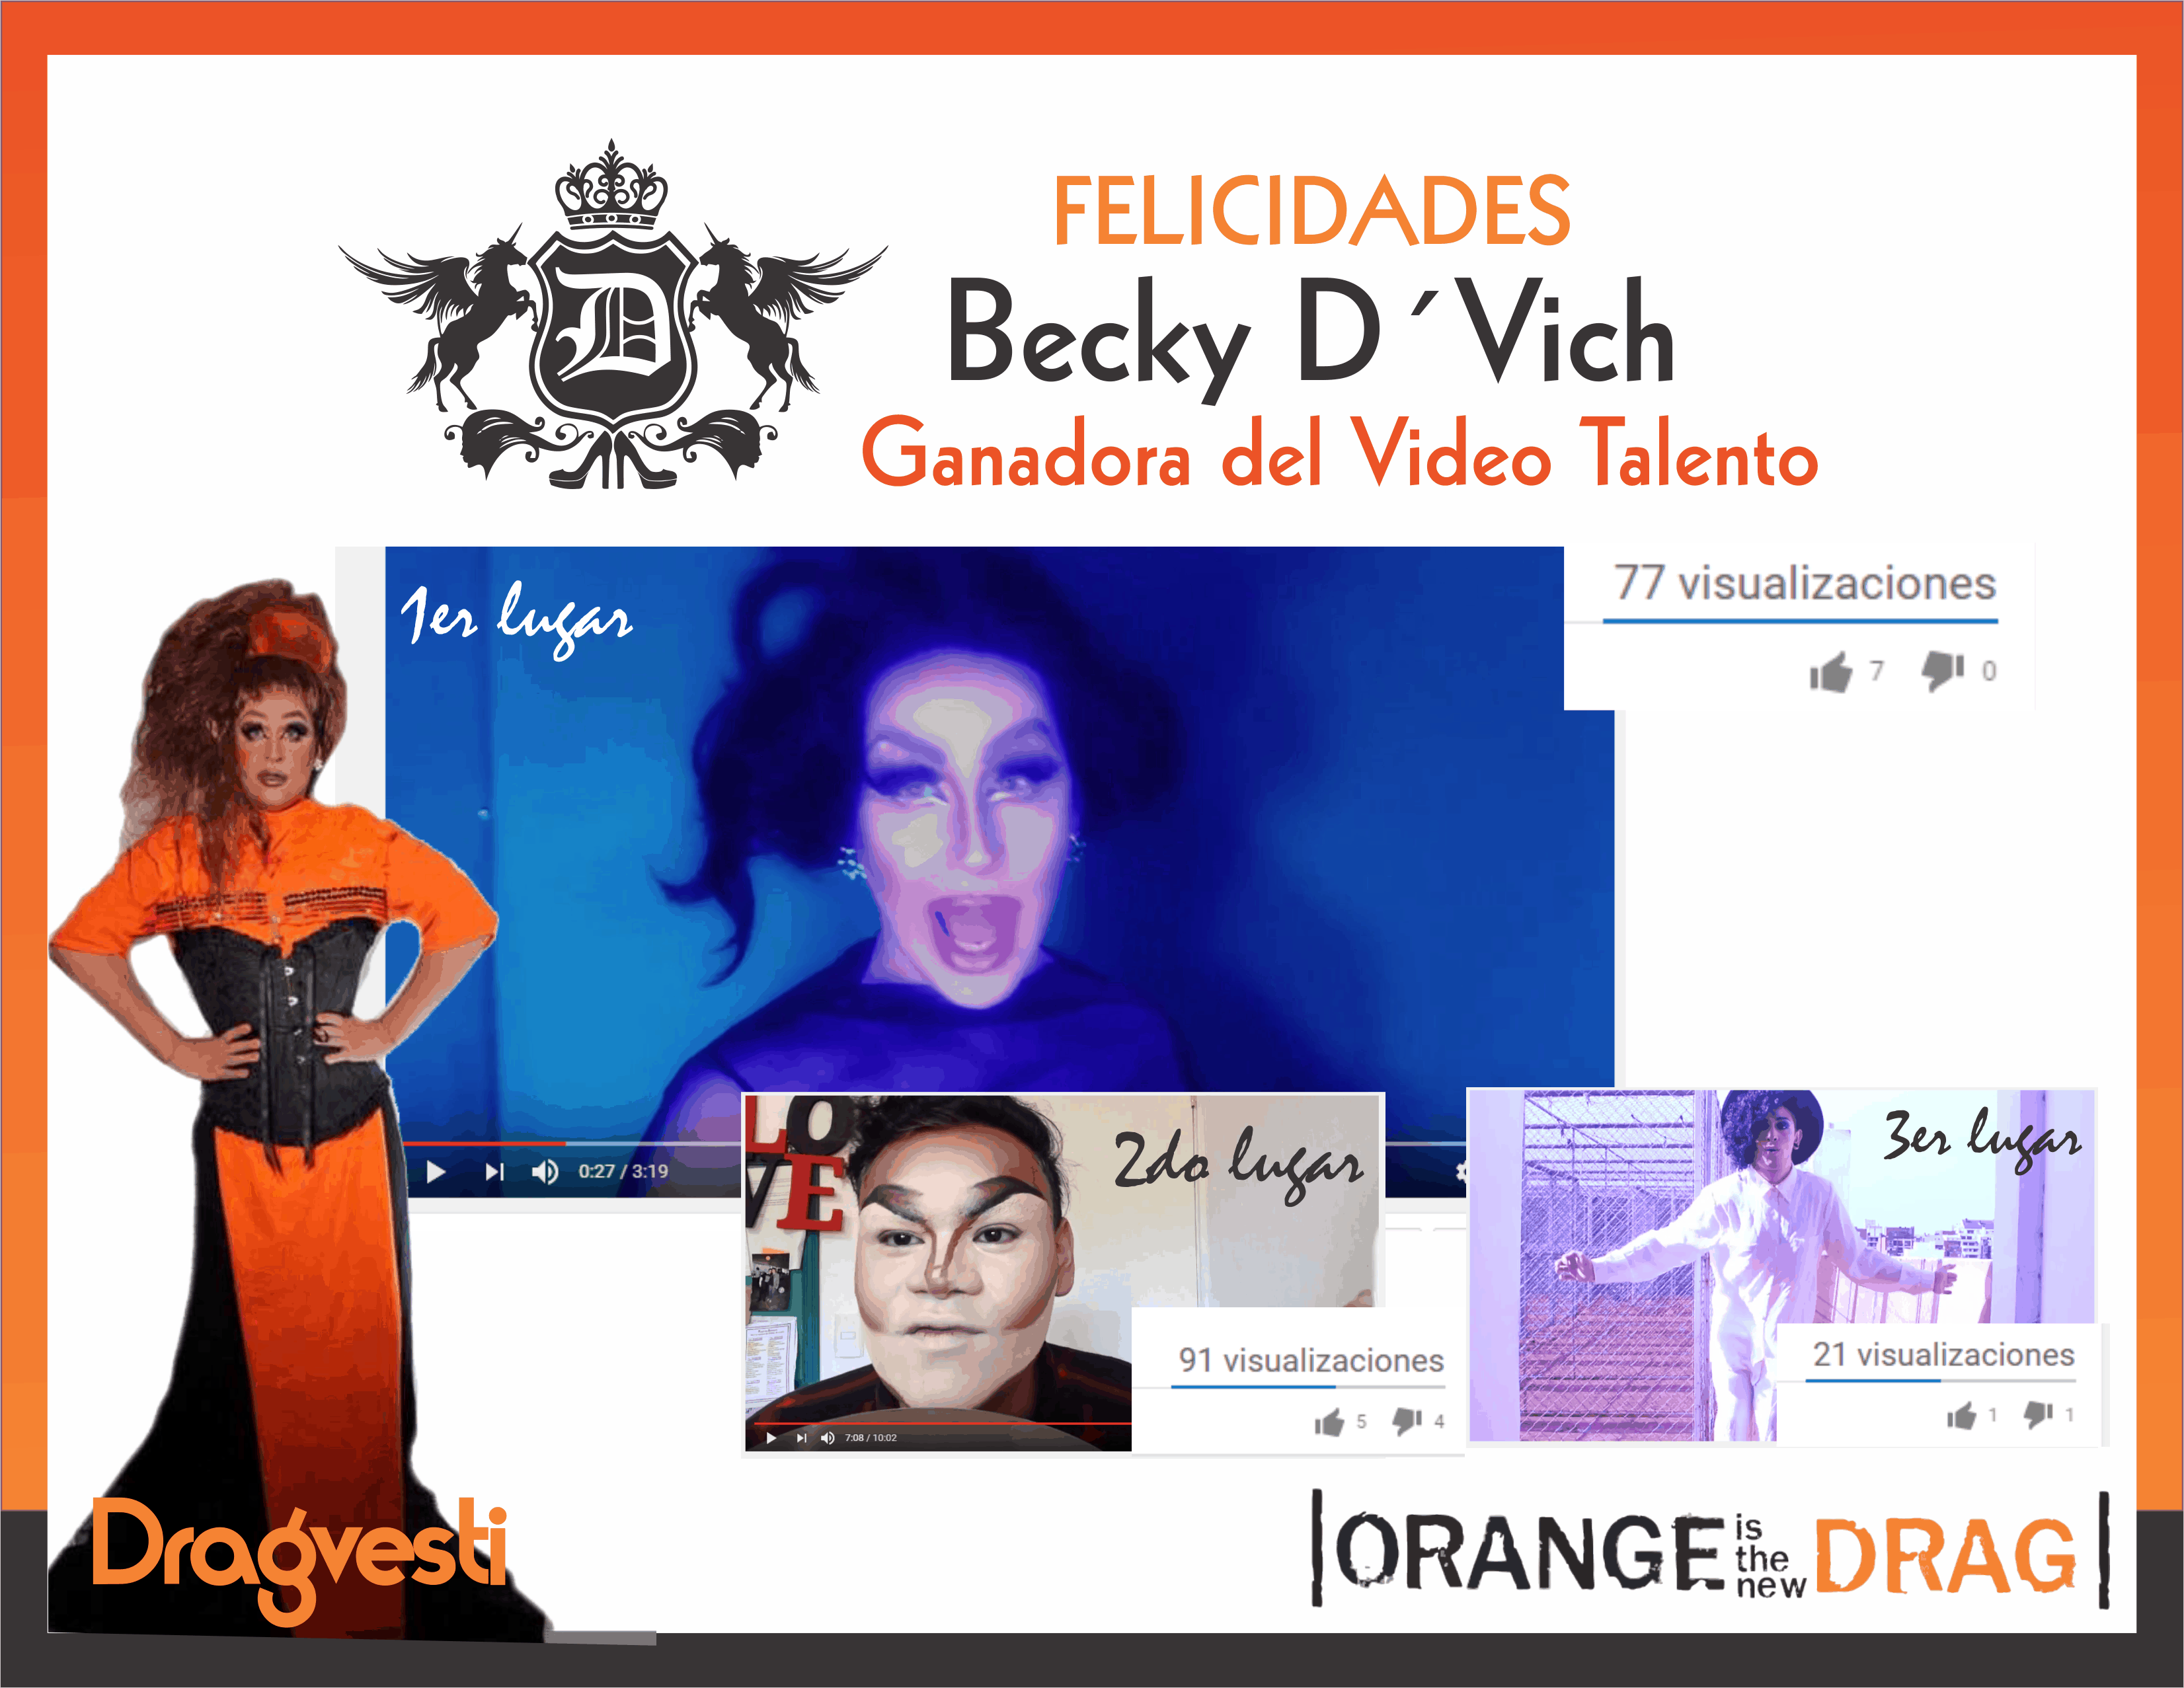 FELICIDADES
Becky D´Vich
Ganadora del Video Talento
D
1er lugar
77 visualizaciones
7 0
0:27 / 3:19
LO
VE
2do lugar
91 visualizaciones
5 4
7:08 / 10:02
3er lugar
21 visualizaciones
1 1
Dragvesti
ORANGE is the new DRAG